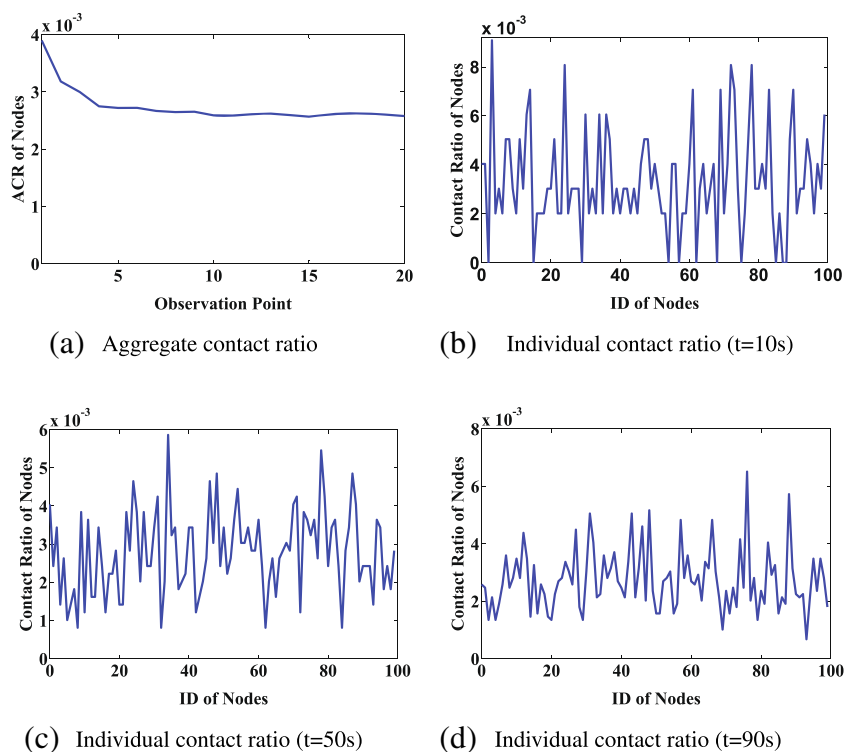 x 10⁻³
4
3
2
1
0
5
10
15
20
ACR of Nodes
Observation Point
(a) Aggregate contact ratio
x 10⁻³
8
6
4
2
0
0
20
40
60
80
100
Contact Ratio of Nodes
ID of Nodes
(b) Individual contact ratio (t=10s)
x 10⁻³
6
5
4
3
2
1
0
0
20
40
60
80
100
Contact Ratio of Nodes
ID of Nodes
(c) Individual contact ratio (t=50s)
x 10⁻³
8
6
4
2
0
0
20
40
60
80
100
Contact Ratio of Nodes
ID of Nodes
(d) Individual contact ratio (t=90s)